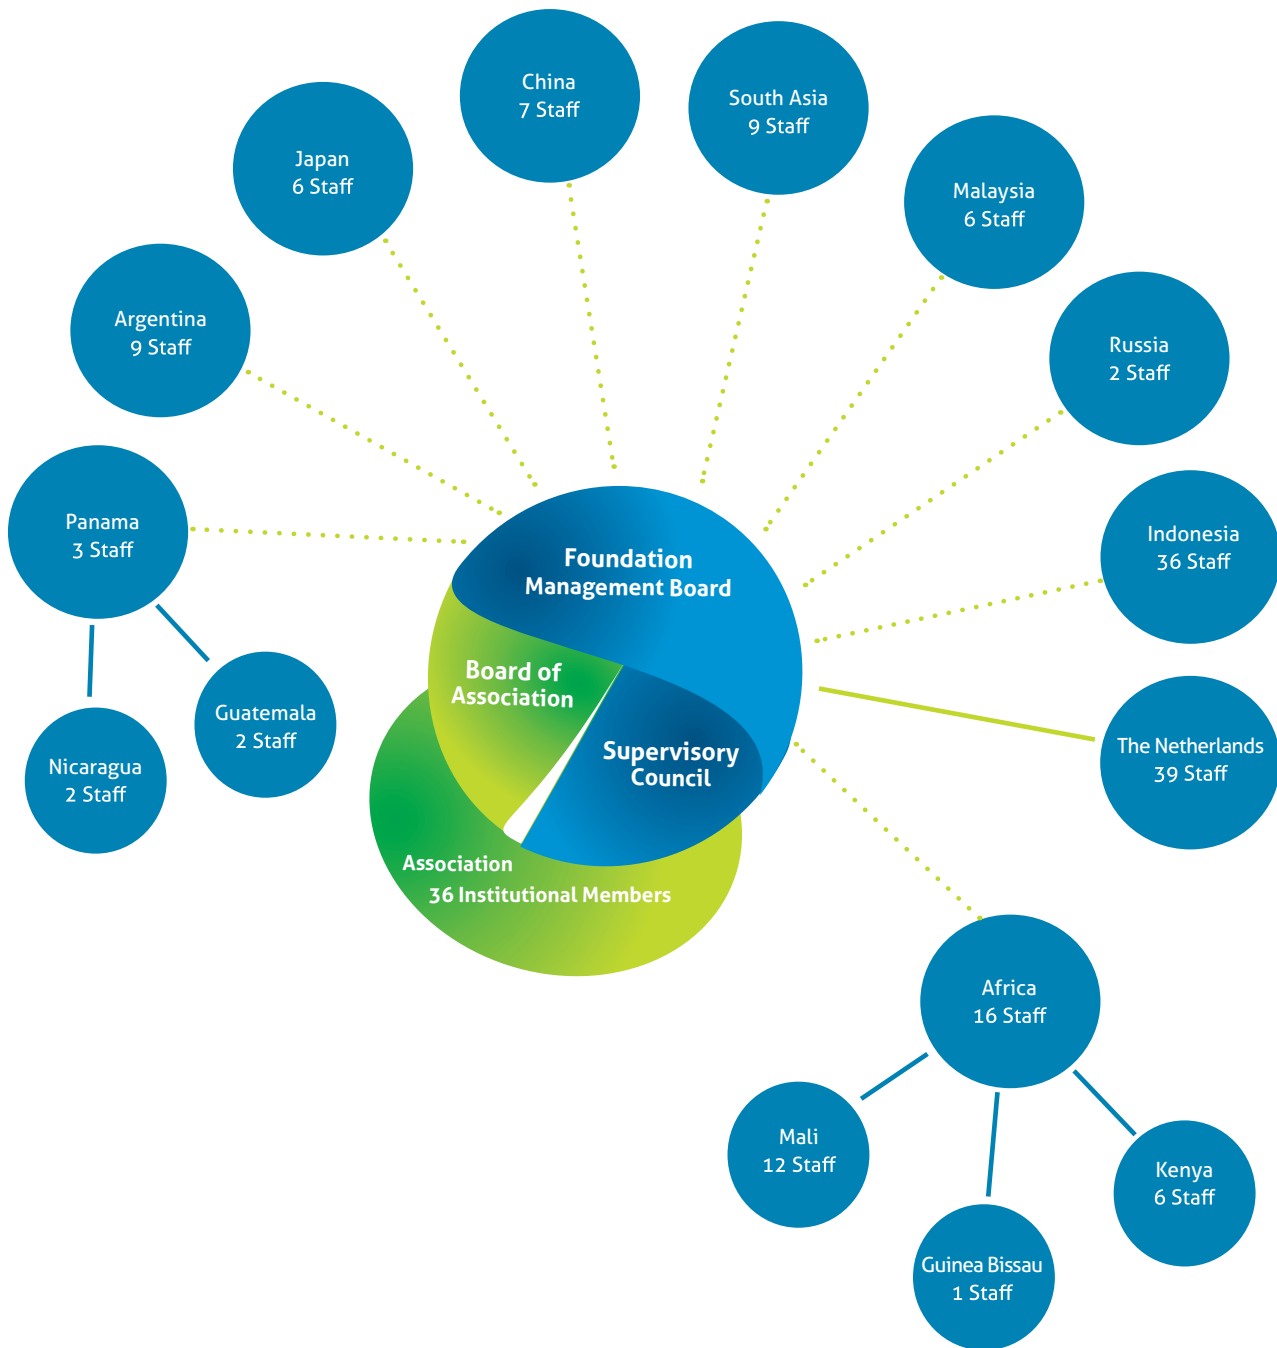 China
7 Staff
South Asia
9 Staff
Japan
6 Staff
Malaysia
6 Staff
Argentina
9 Staff
Russia
2 Staff
Panama
3 Staff
Indonesia
36 Staff
Foundation
Management Board
Board of
Association
Supervisory
Council
Guatemala
2 Staff
Nicaragua
2 Staff
The Netherlands
39 Staff
Association
36 Institutional Members
Africa
16 Staff
Mali
12 Staff
Kenya
6 Staff
Guinea Bissau
1 Staff